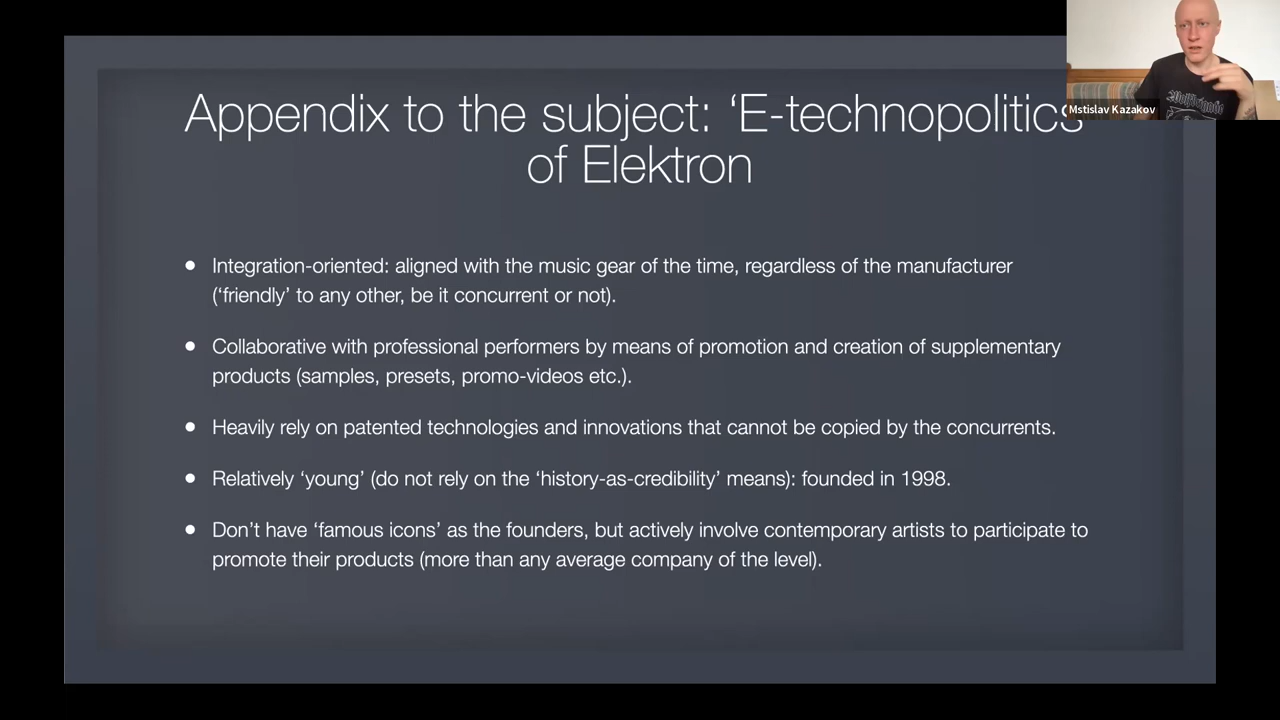 Appendix to the subject: ‘E-technopolitics
of Elektron
Mstislav Kazakov
Wolfbrigade
● Integration-oriented: aligned with the music gear of the time, regardless of the manufacturer
(‘friendly’ to any other, be it concurrent or not).
● Collaborative with professional performers by means of promotion and creation of supplementary
products (samples, presets, promo-videos etc.).
● Heavily rely on patented technologies and innovations that cannot be copied by the concurrents.
● Relatively ‘young’ (do not rely on the ‘history-as-credibility’ means): founded in 1998.
● Don’t have ‘famous icons’ as the founders, but actively involve contemporary artists to participate to
promote their products (more than any average company of the level).